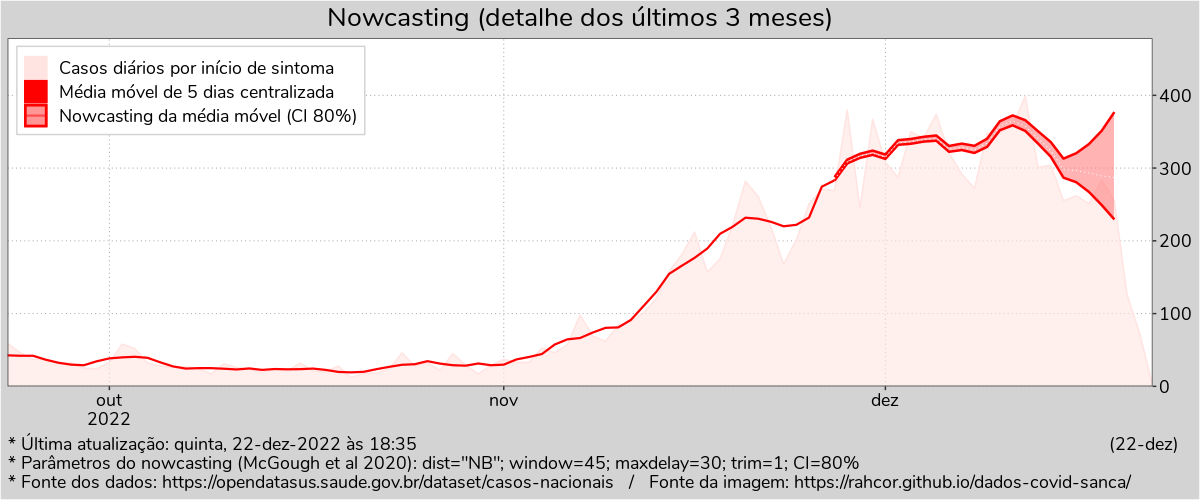 Nowcasting (detalhe dos últimos 3 meses)
Casos diários por início de sintoma
Média móvel de 5 dias centralizada
Nowcasting da média móvel (CI 80%)
400
300
200
100
0
out
2022
nov
dez
* Última atualização: quinta, 22-dez-2022 às 18:35
(22-dez)
* Parâmetros do nowcasting (McGough et al 2020): dist="NB"; window=45; maxdelay=30; trim=1; CI=80%
* Fonte dos dados: https://opendatasus.saude.gov.br/dataset/casos-nacionais / Fonte da imagem: https://rahcor.github.io/dados-covid-sanca/